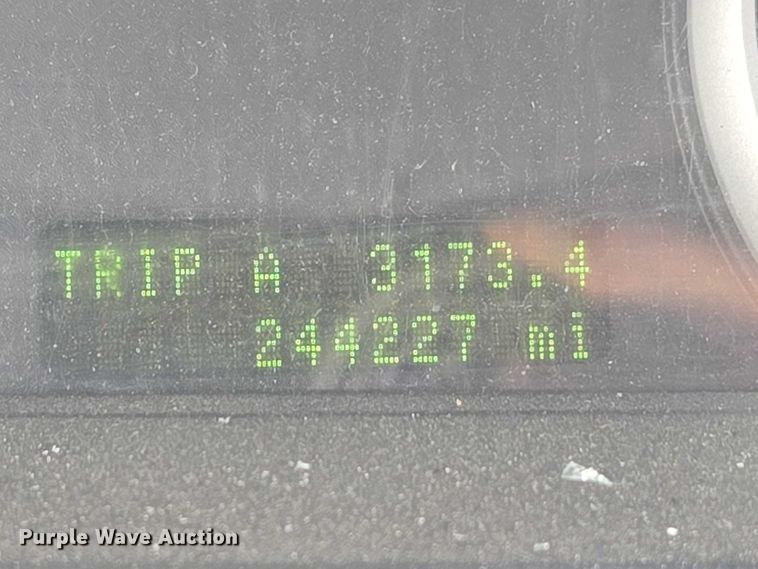 TRIP A 3173.4
244227 mi
Purple Wave Auction